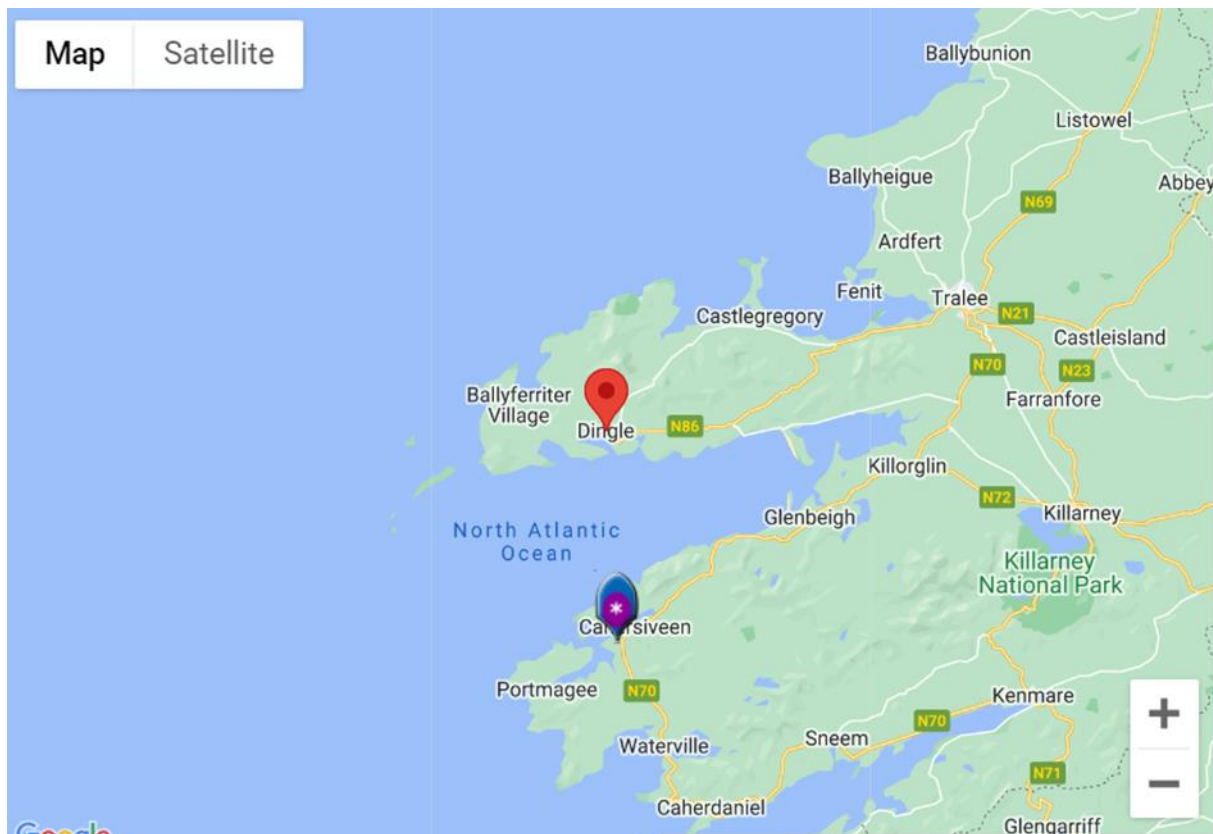 Map
Satellite
Ballybunion
Listowel
Ballyheigue
Abbey
N69
Ardfert
Fenit
Tralee
Castlegregory
N21
Castleisland
N70
N23
Ballyferriter
Village
Farranfore
Dingle
N86
Killorglin
N72
Glenbeigh
Killarney
North Atlantic
Ocean
Killarney
National Park
*
Portmagee
N70
Kenmare
+
N70
Sneem
Waterville
N71
−
Caherdaniel
Glengarriff
Google